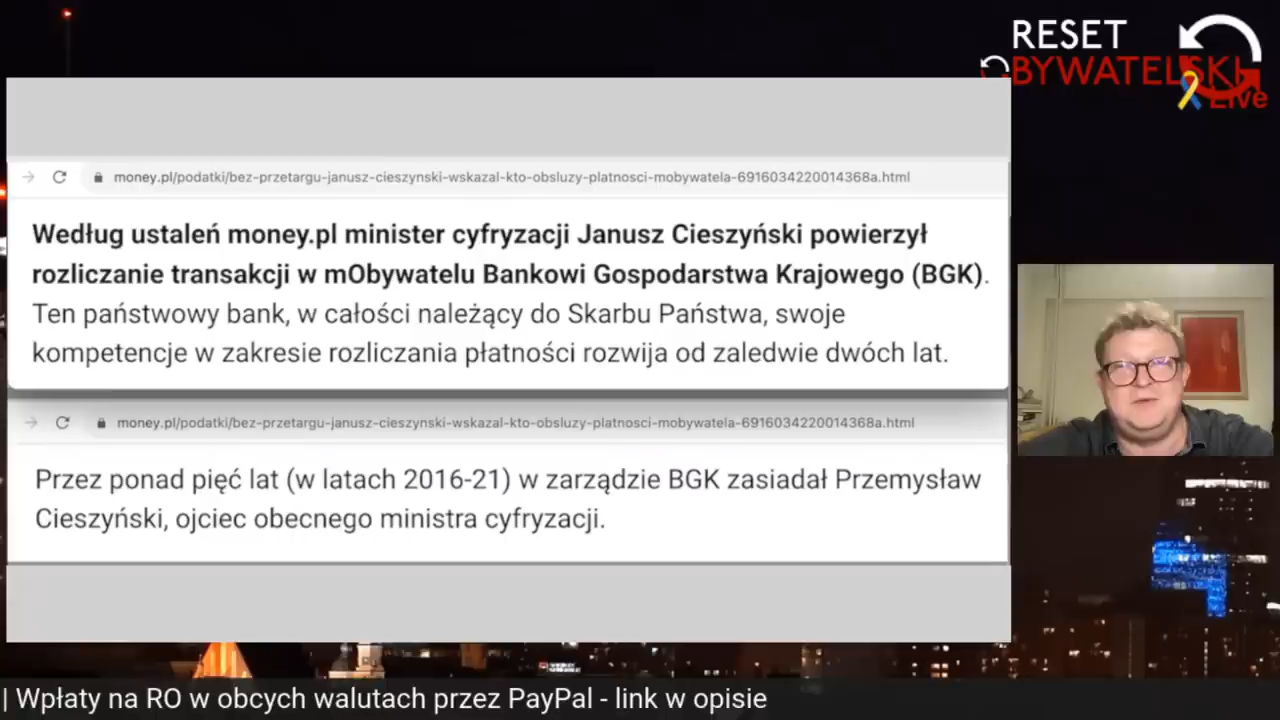 RESET
OBYWATELSKI
Live
money.pl/podatki/bez-przetargu-janusz-cieszynski-wskazal-kto-obsluzy-platnosci-mobywatela-6916034220014368a.html
Według ustaleń money.pl minister cyfryzacji Janusz Cieszyński powierzył
rozliczanie transakcji w mObywatelu Bankowi Gospodarstwa Krajowego (BGK).
Ten państwowy bank, w całości należący do Skarbu Państwa, swoje
kompetencje w zakresie rozliczania płatności rozwija od zaledwie dwóch lat.
money.pl/podatki/bez-przetargu-janusz-cieszynski-wskazal-kto-obsluzy-platnosci-mobywatela-6916034220014368a.html
Przez ponad pięć lat (w latach 2016-21) w zarządzie BGK zasiadał Przemysław
Cieszyński, ojciec obecnego ministra cyfryzacji.
| Wpłaty na RO w obcych walutach przez PayPal - link w opisie